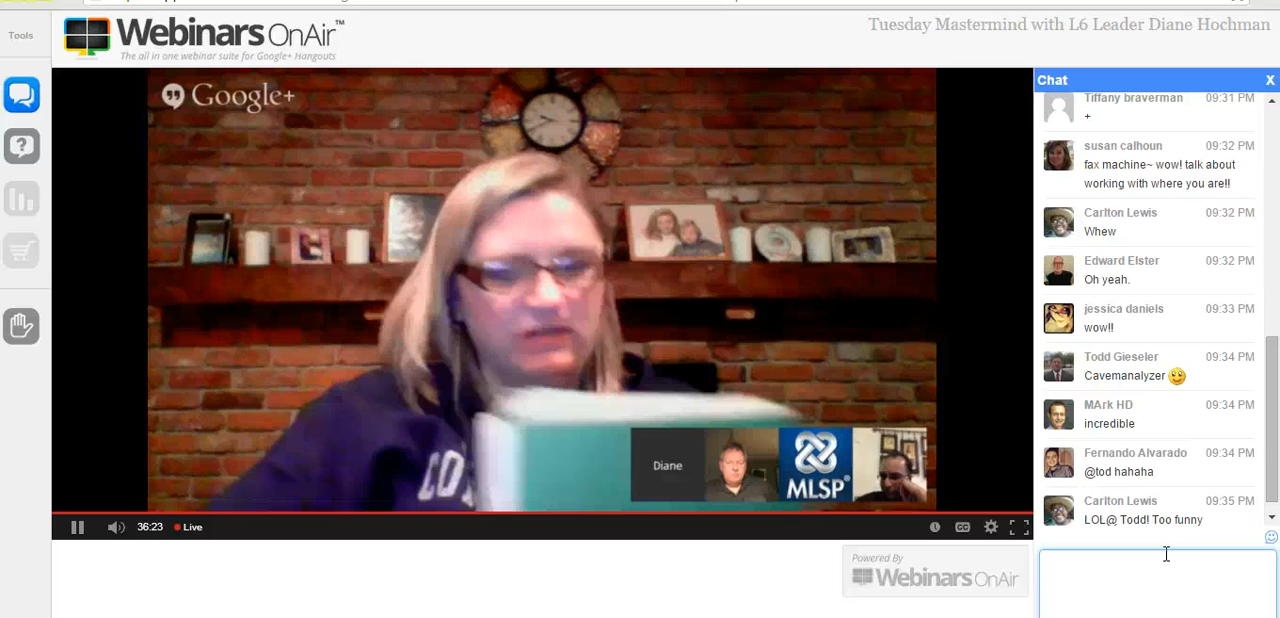 Tools
Webinars OnAir™
The all in one webinar suite for Google+ Hangouts
Tuesday Mastermind with L6 Leader Diane Hochman
Google+
Diane
MLSP
36:23
Live
CC
Powered By
Webinars OnAir
Chat
X
Tiffany braverman 09:31 PM
+
susan calhoun 09:32 PM
fax machine~ wow! talk about
working with where you are!!
Carlton Lewis 09:32 PM
Whew
Edward Elster 09:32 PM
Oh yeah.
jessica daniels 09:33 PM
wow!!
Todd Gieseler 09:34 PM
Cavemanalyzer
MArk HD 09:34 PM
incredible
Fernando Alvarado 09:34 PM
@tod hahaha
Carlton Lewis 09:35 PM
LOL@ Todd! Too funny